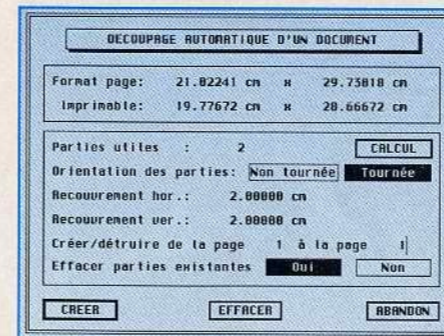 DECOUPAGE AUTOMATIQUE D'UN DOCUMENT
Format page: 21.02241 cm x 29.73818 cm
Imprimable: 19.77672 cm x 28.66672 cm
Parties utiles : 2 CALCUL
Orientation des parties: Non tournée Tournée
Recouvrement hor.: 2.00000 cm
Recouvrement ver.: 2.00000 cm
Créer/détruire de la page 1 à la page 1
Effacer parties existantes Oui Non
CREER EFFACER ABANDON